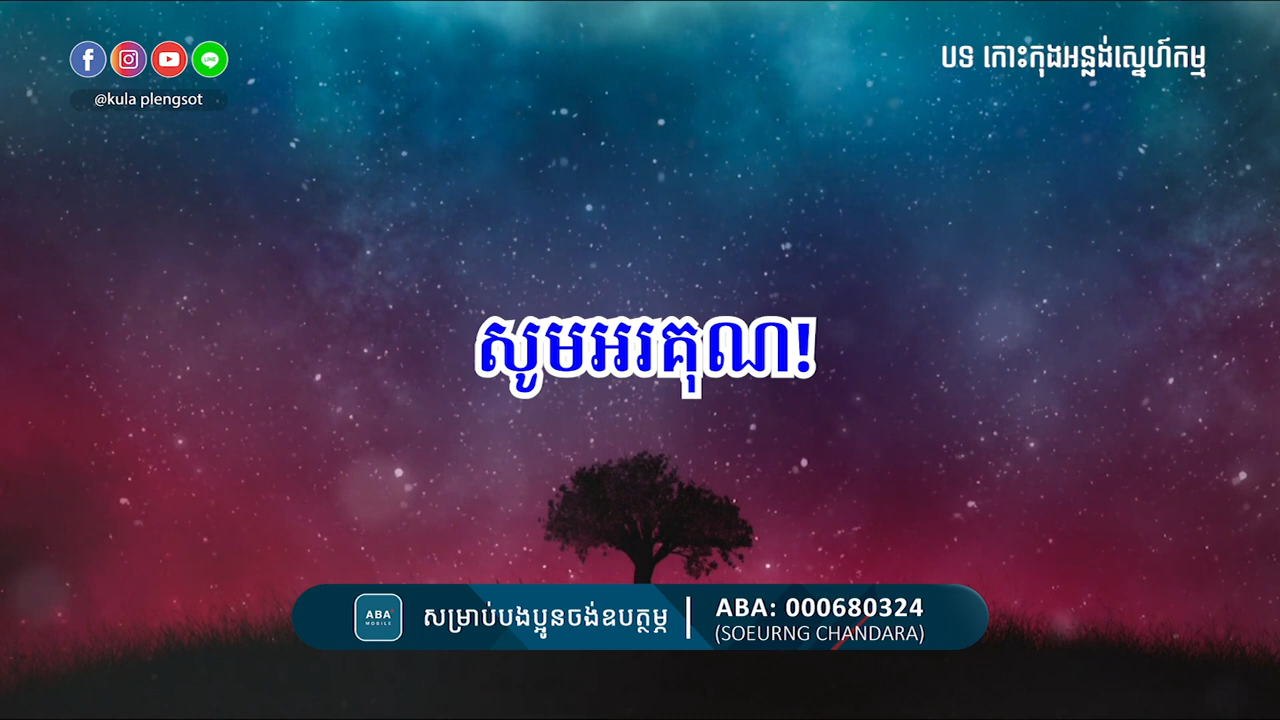 LINE
@kula plengsot
បទ កោះកុងអន្លង់ស្នេហ៍កម្ម
សូមអរគុណ!
ABA
MOBILE
សម្រាប់បងប្អូនចង់ឧបត្ថម្ភ
ABA: 000680324
(SOEURNG CHANDARA)